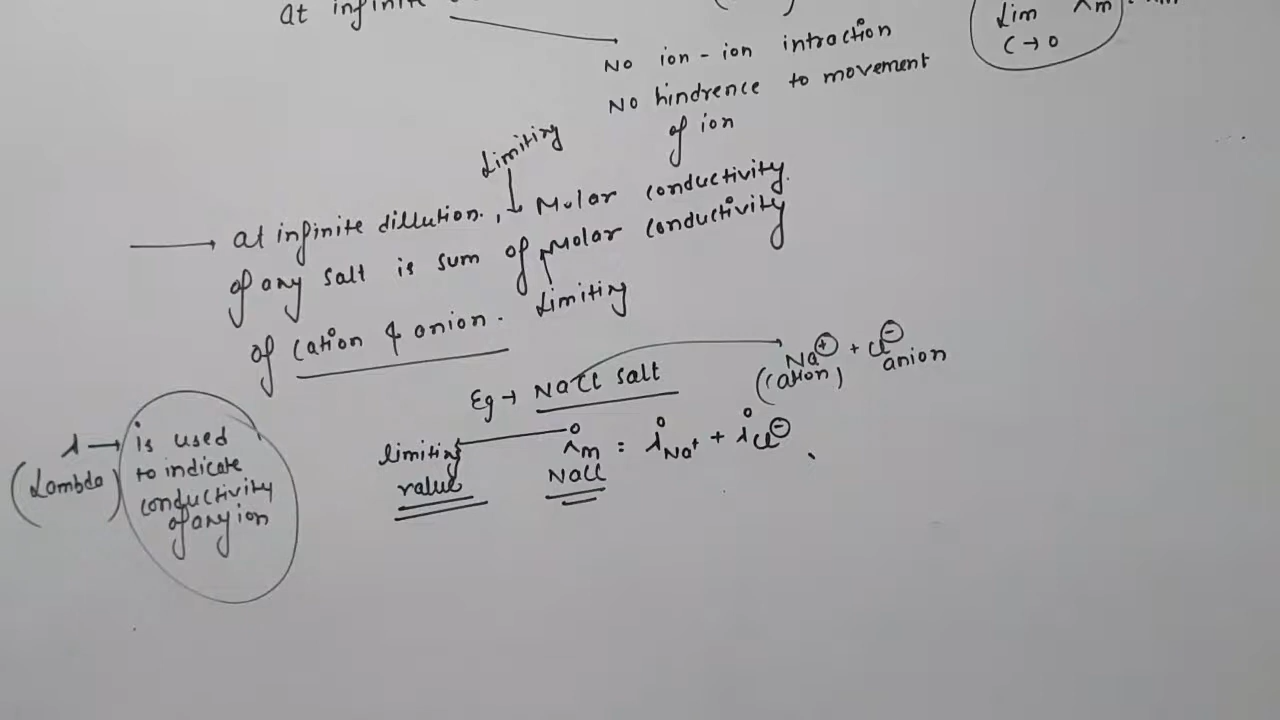 at infinite
Lim Λm
C→0
No ion - ion intraction
No hindrence to movement
of ion
Limiting
→ at infinite dillution., Molar conductivity.
of any salt is sum of Molar conductivity
Limiting
of cation & anion.
Eg → NaCl salt
Na⊕ + Cl⊖
(cation) anion
λ → is used
(Lambda) to indicate
conductivity
of any ion
limiting
value
Λ°m = λ°Na⁺ + λ°Cl⊖
NaCl